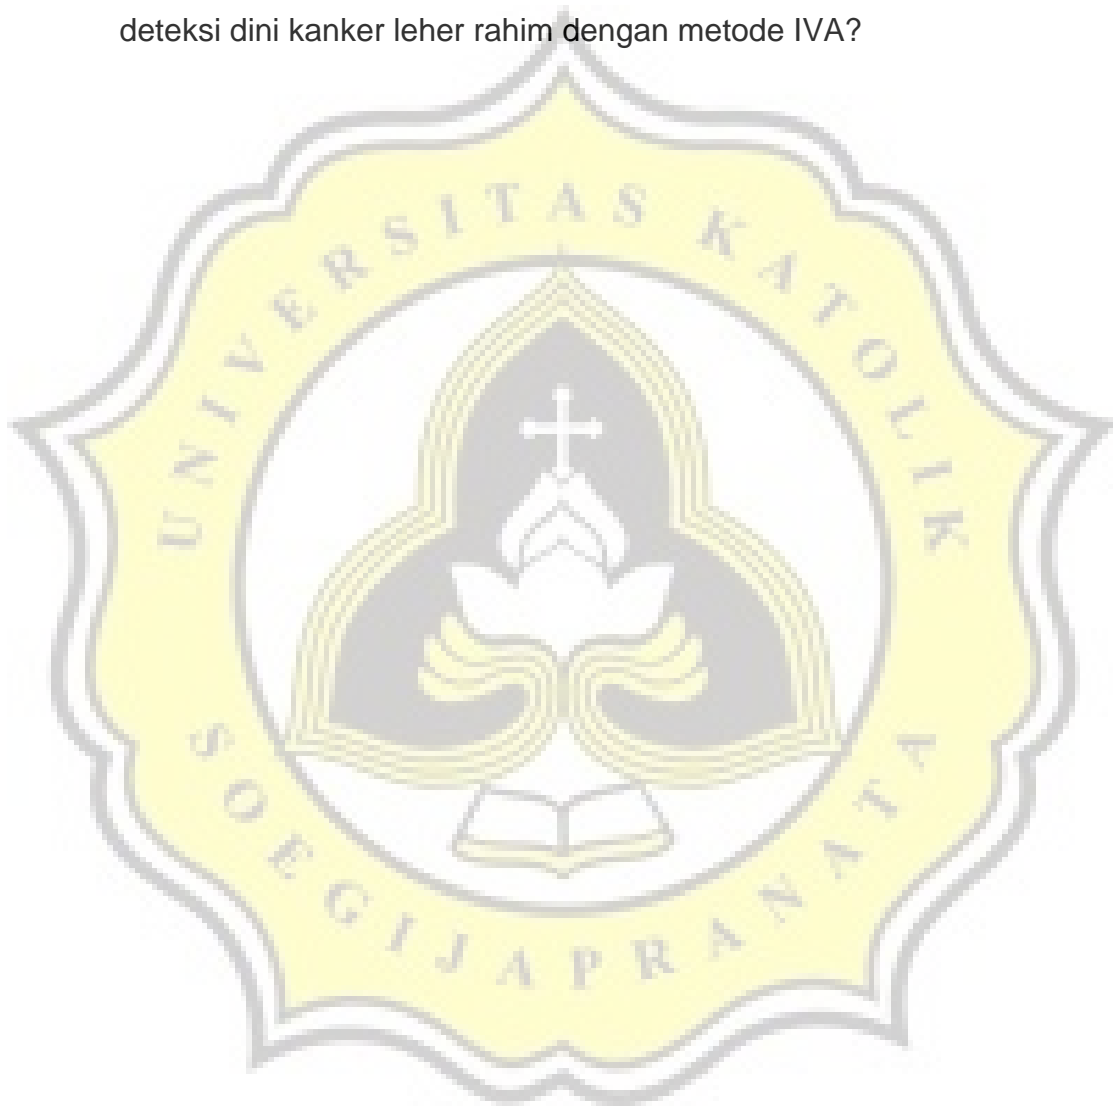 deteksi dini kanker leher rahim dengan metode IVA?
UNIVERSITAS KATOLIK
SOEGIJAPRANATA